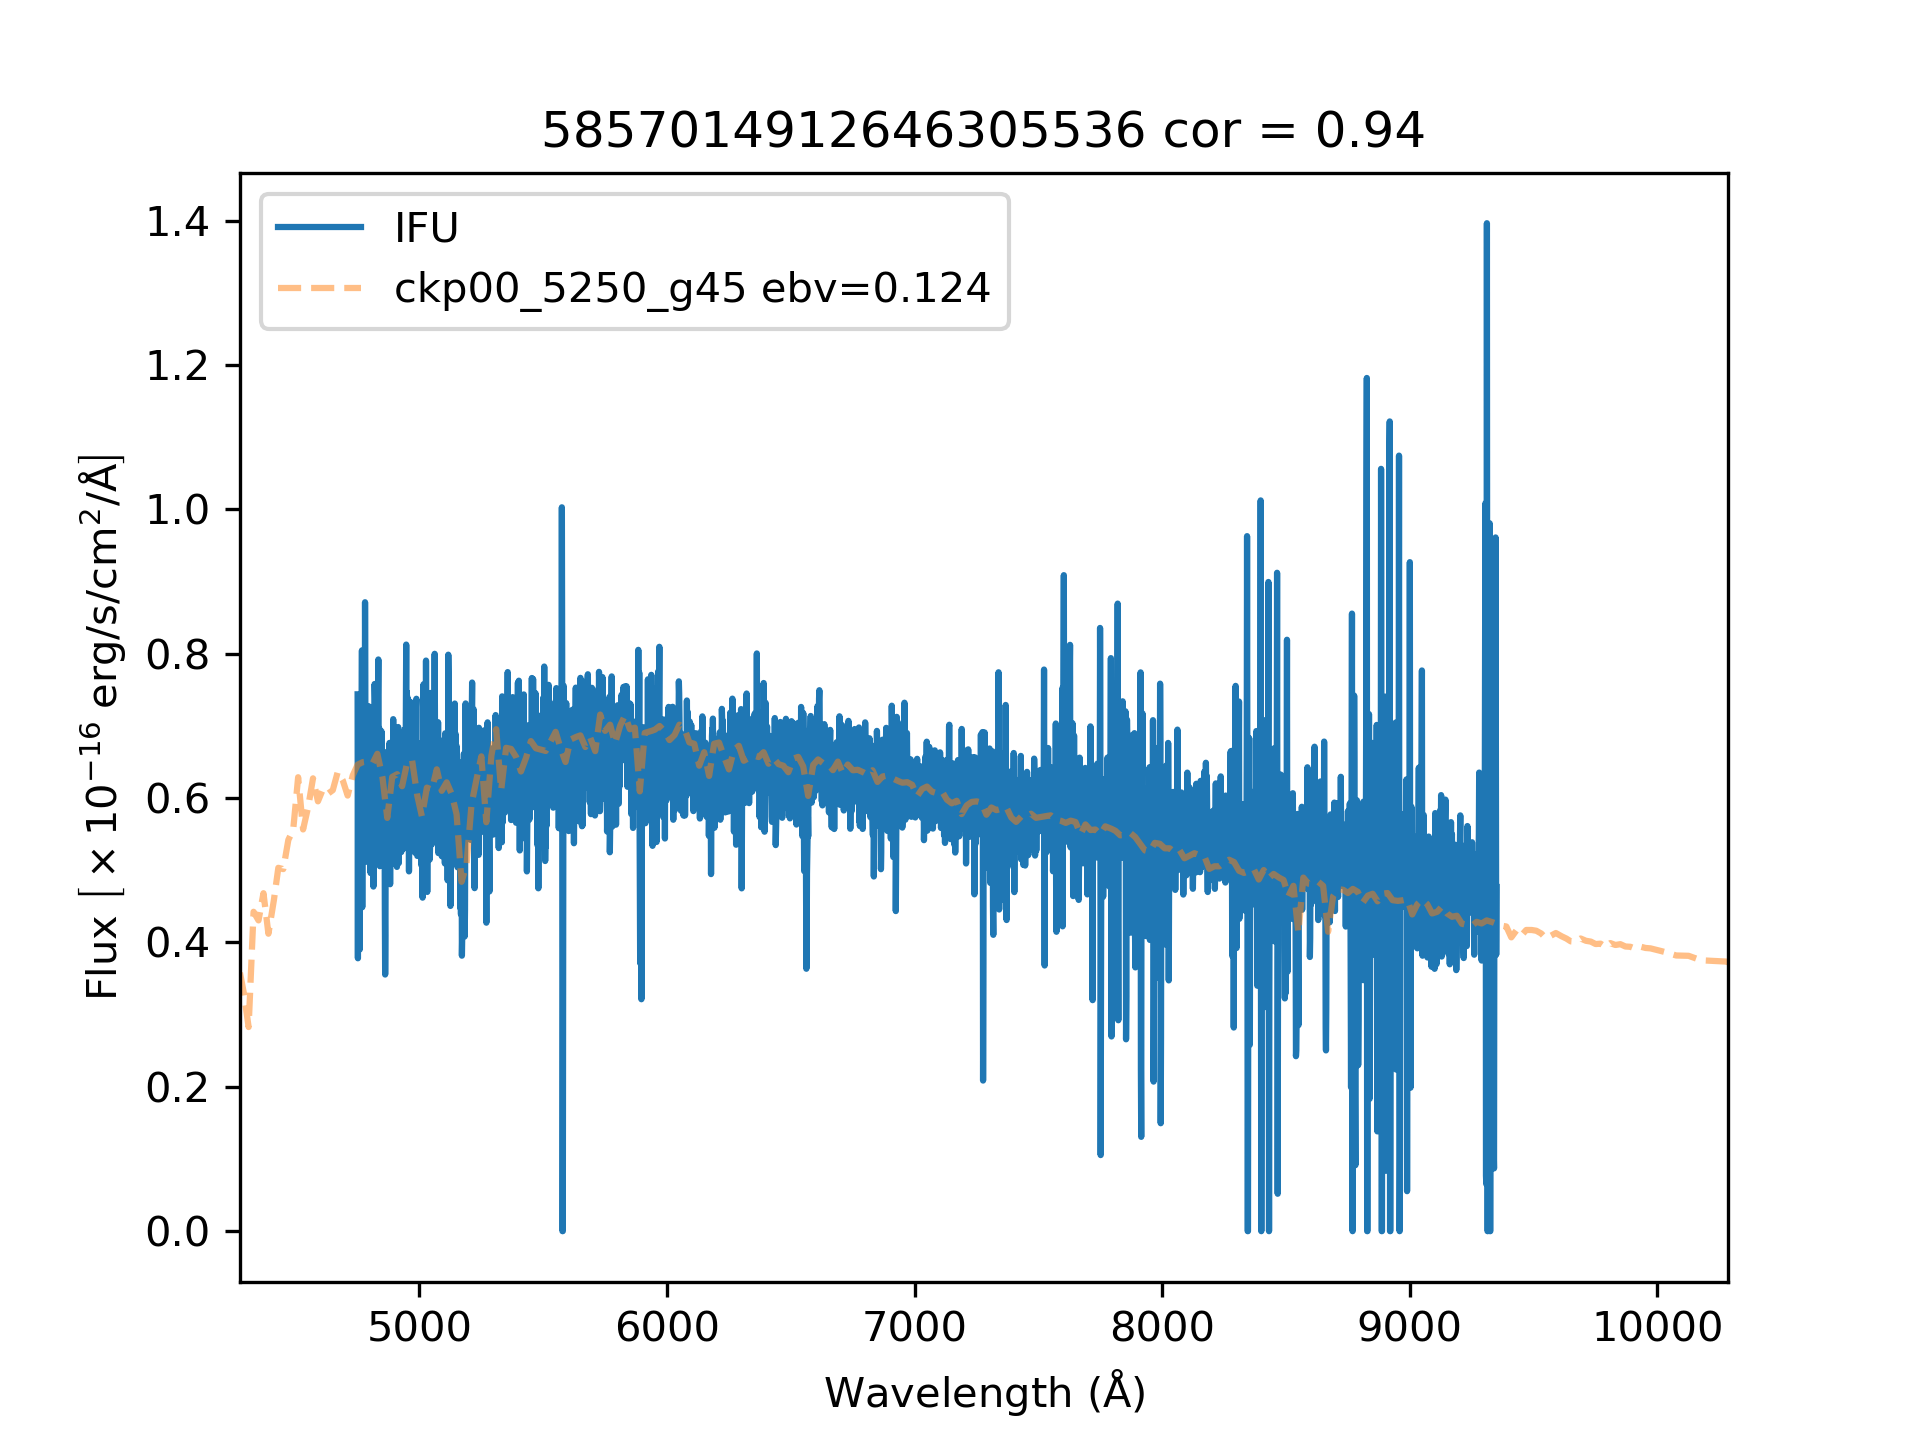 5857014912646305536 cor = 0.94
IFU
ckp00_5250_g45 ebv=0.124
1.4
1.2
1.0
0.8
0.6
0.4
0.2
0.0
Flux [×10⁻¹⁶ erg/s/cm²/Å]
5000 6000 7000 8000 9000 10000
Wavelength (Å)